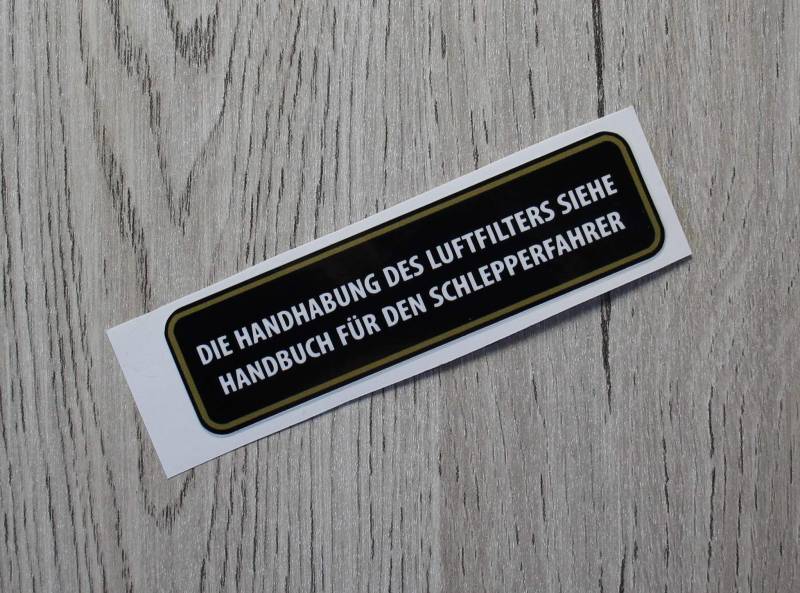 DIE HANDHABUNG DES LUFTFILTERS SIEHE
HANDBUCH FÜR DEN SCHLEPPERFAHRER